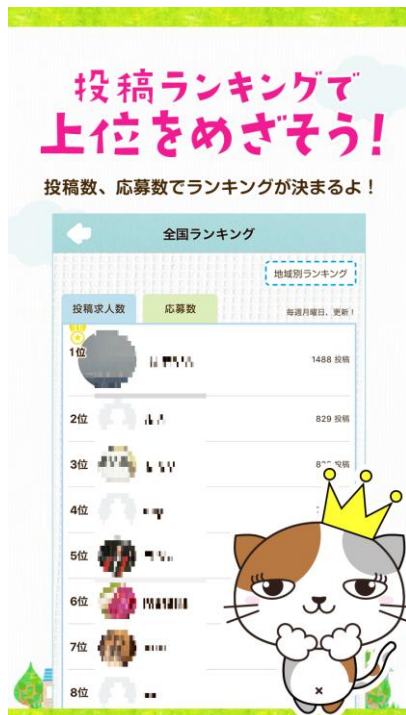 投稿ランキングで
上位をめざそう!
投稿数、応募数でランキングが決まるよ!
全国ランキング
地域別ランキング
投稿求人数
応募数
毎週月曜日、更新!
1位
1488 投稿
2位
829 投稿
3位
投稿
4位
5位
6位
7位
8位